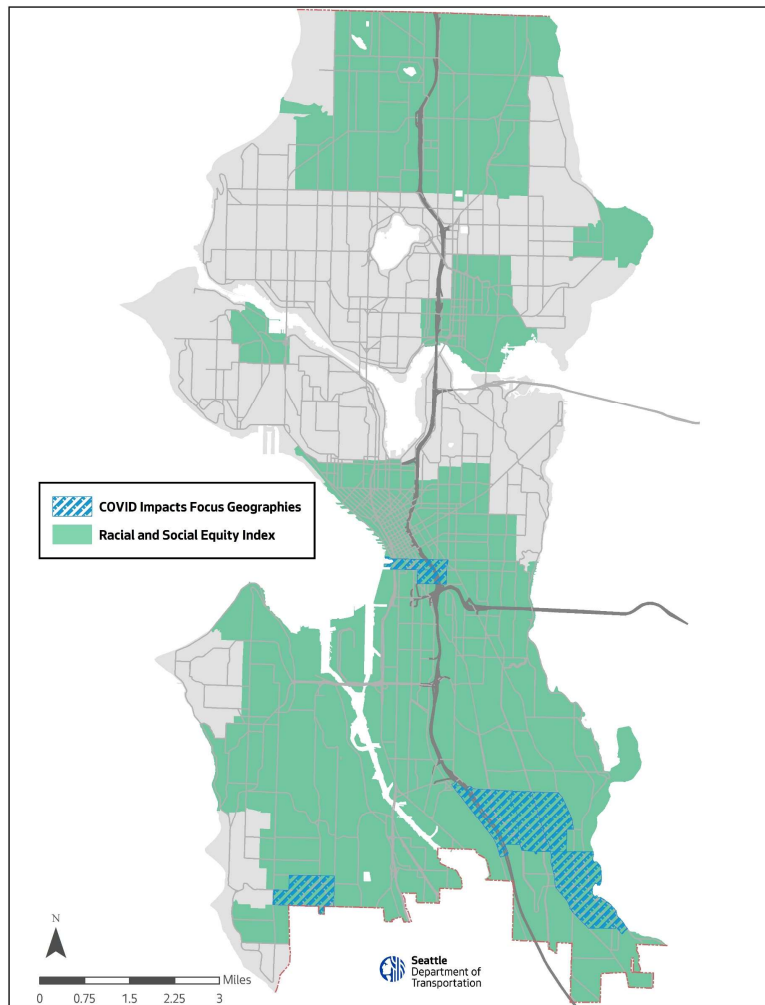 COVID Impacts Focus Geographies
Racial and Social Equity Index
N
Miles
0 0.75 1.5 2.25 3
Seattle
Department of
Transportation